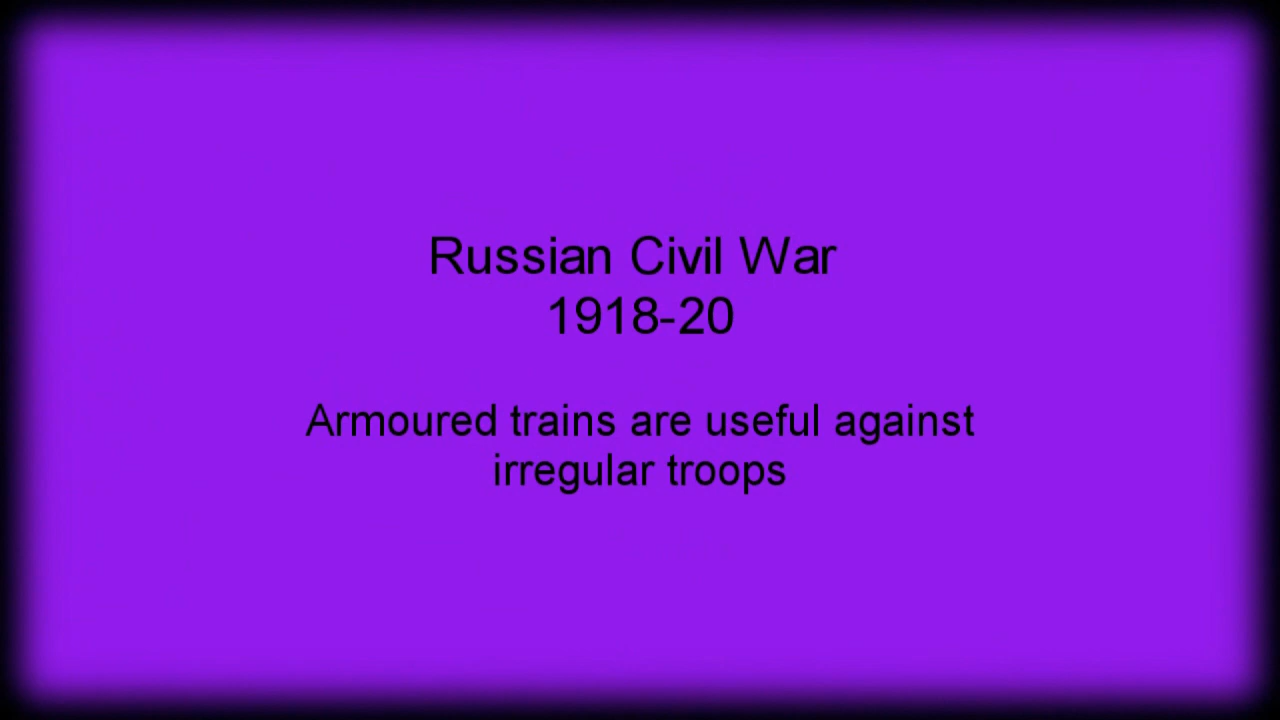 Russian Civil War
1918-20
Armoured trains are useful against
irregular troops